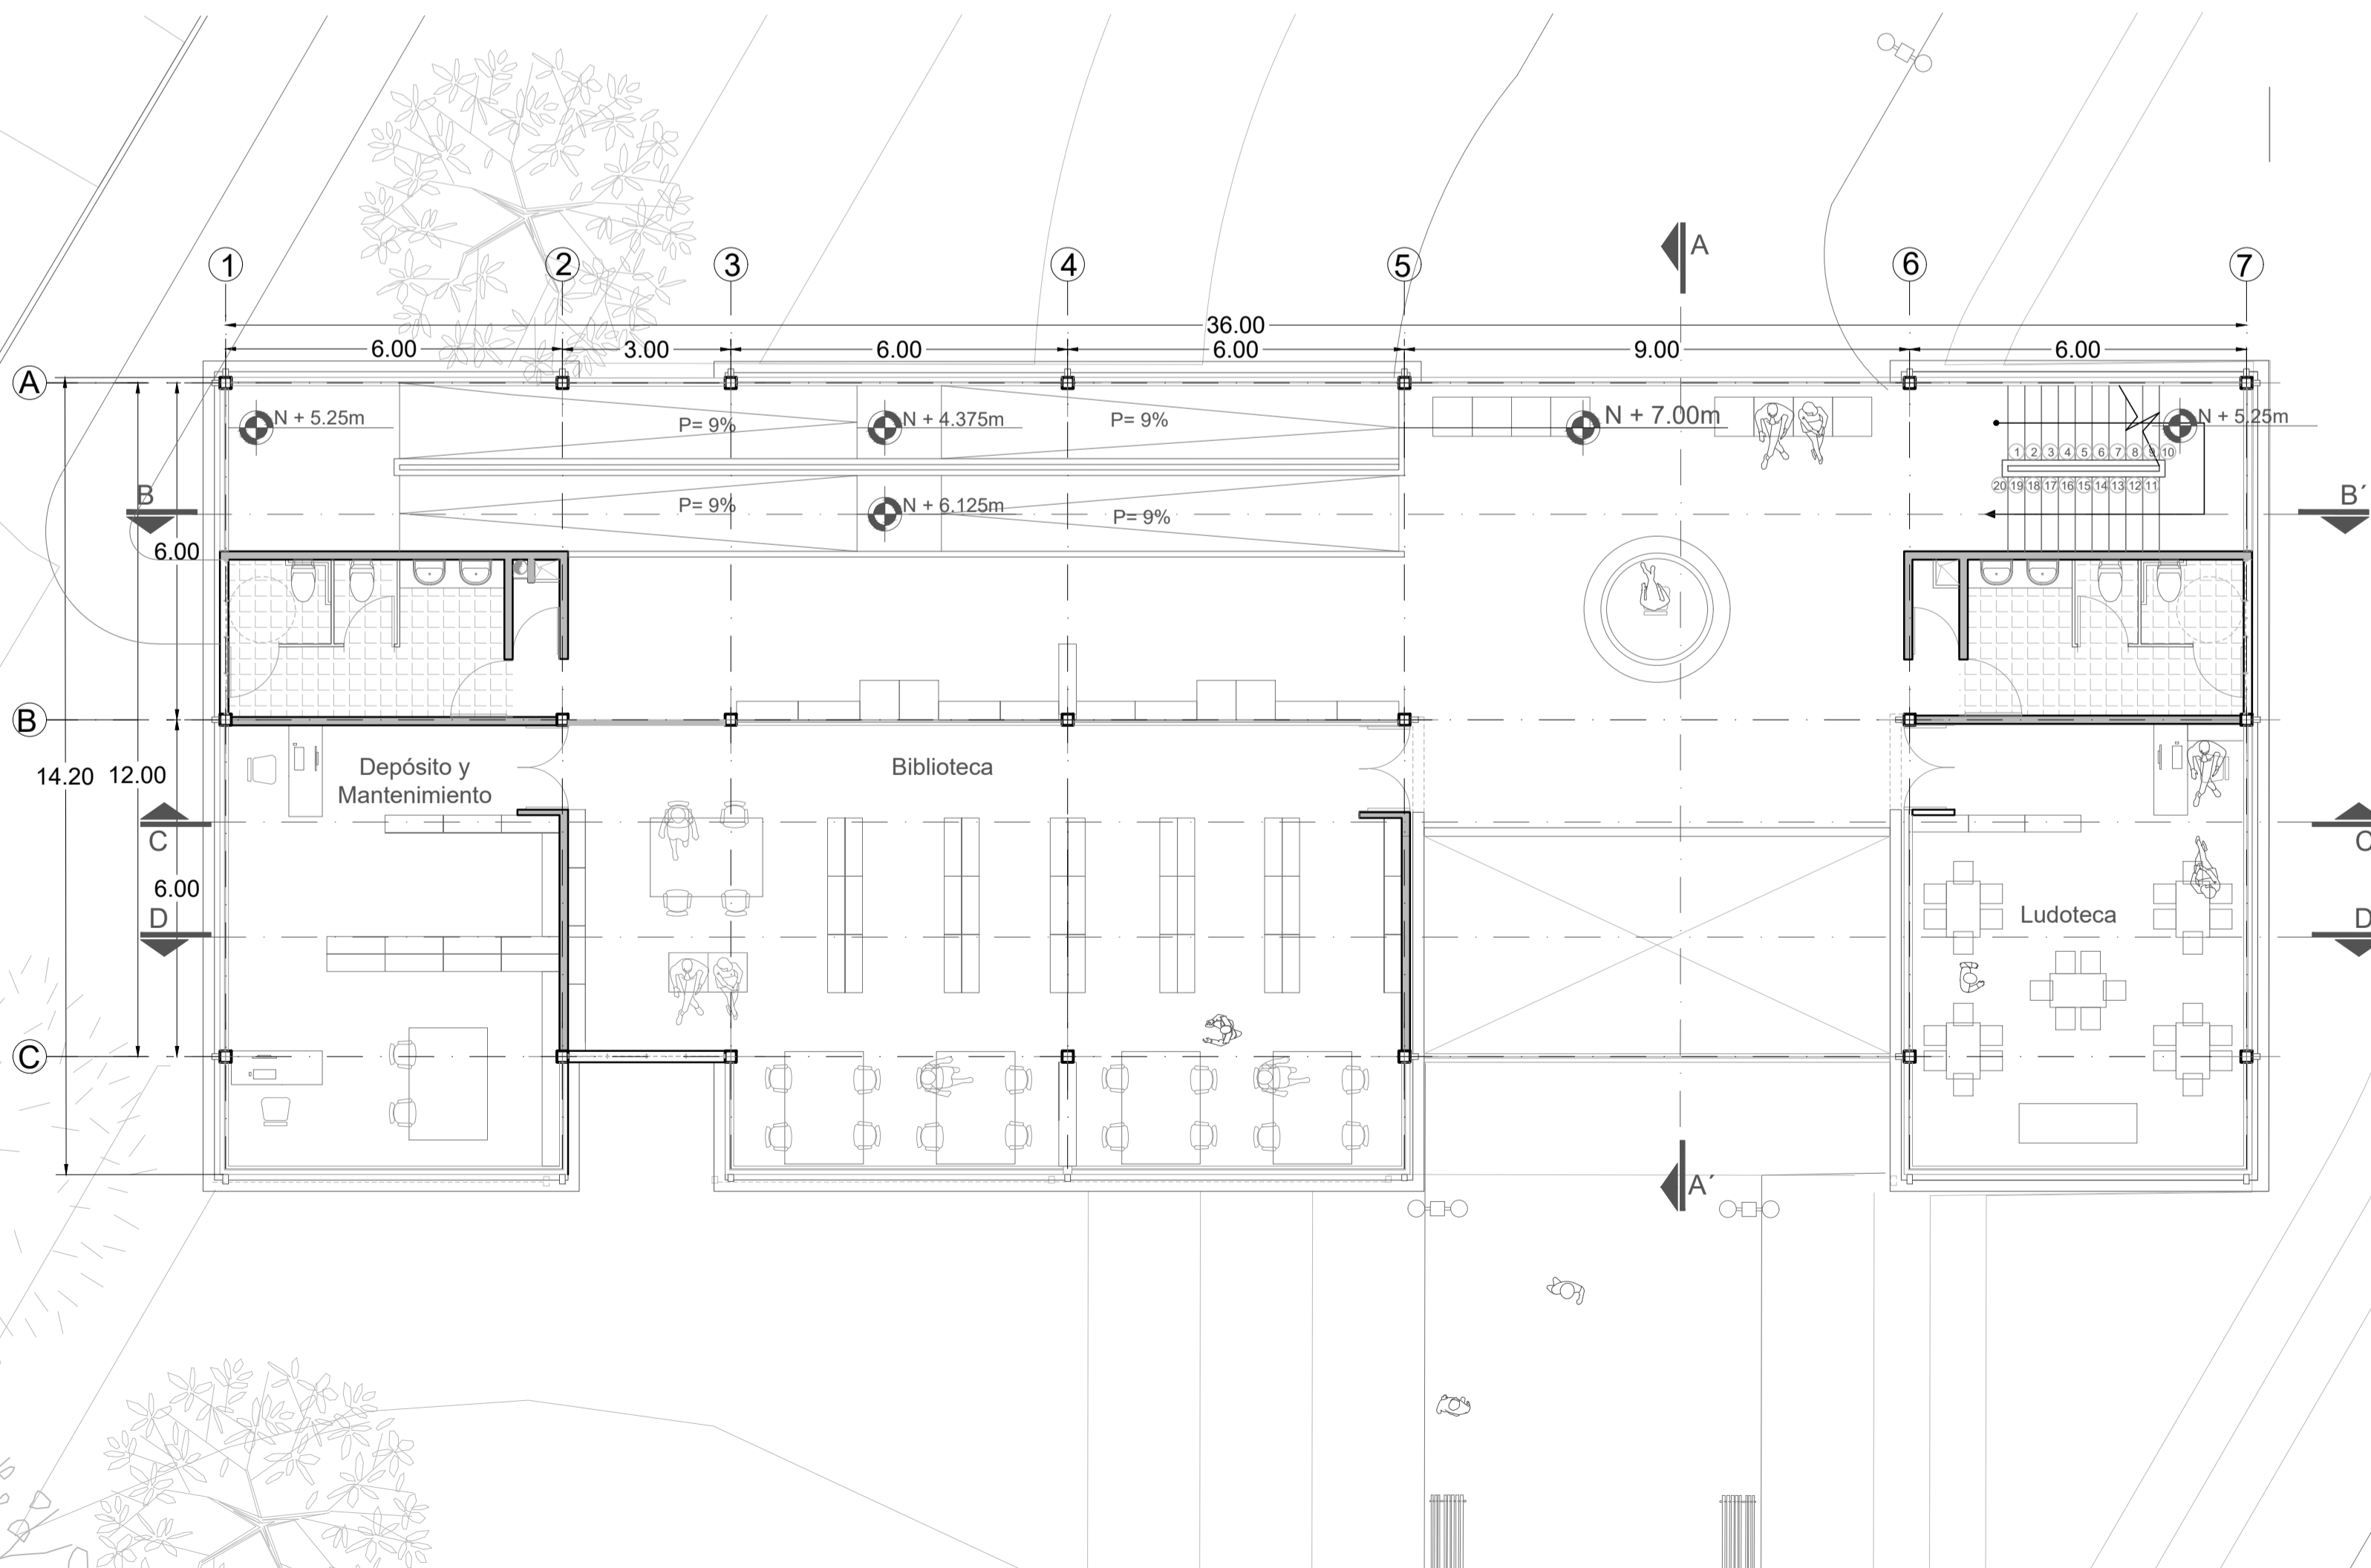 A
1
2
3
4
5
6
7
36.00
6.00
3.00
6.00
6.00
9.00
6.00
A
N + 5.25m
P= 9%
N + 4.375m
P= 9%
N + 7.00m
N + 5.25m
1 2 3 4 5 6 7 8 9 10
20 19 18 17 16 15 14 13 12 11
B
P= 9%
N + 6.125m
P= 9%
B´
6.00
B
14.20
12.00
Depósito y
Mantenimiento
Biblioteca
C
C
6.00
D
Ludoteca
D
C
A´